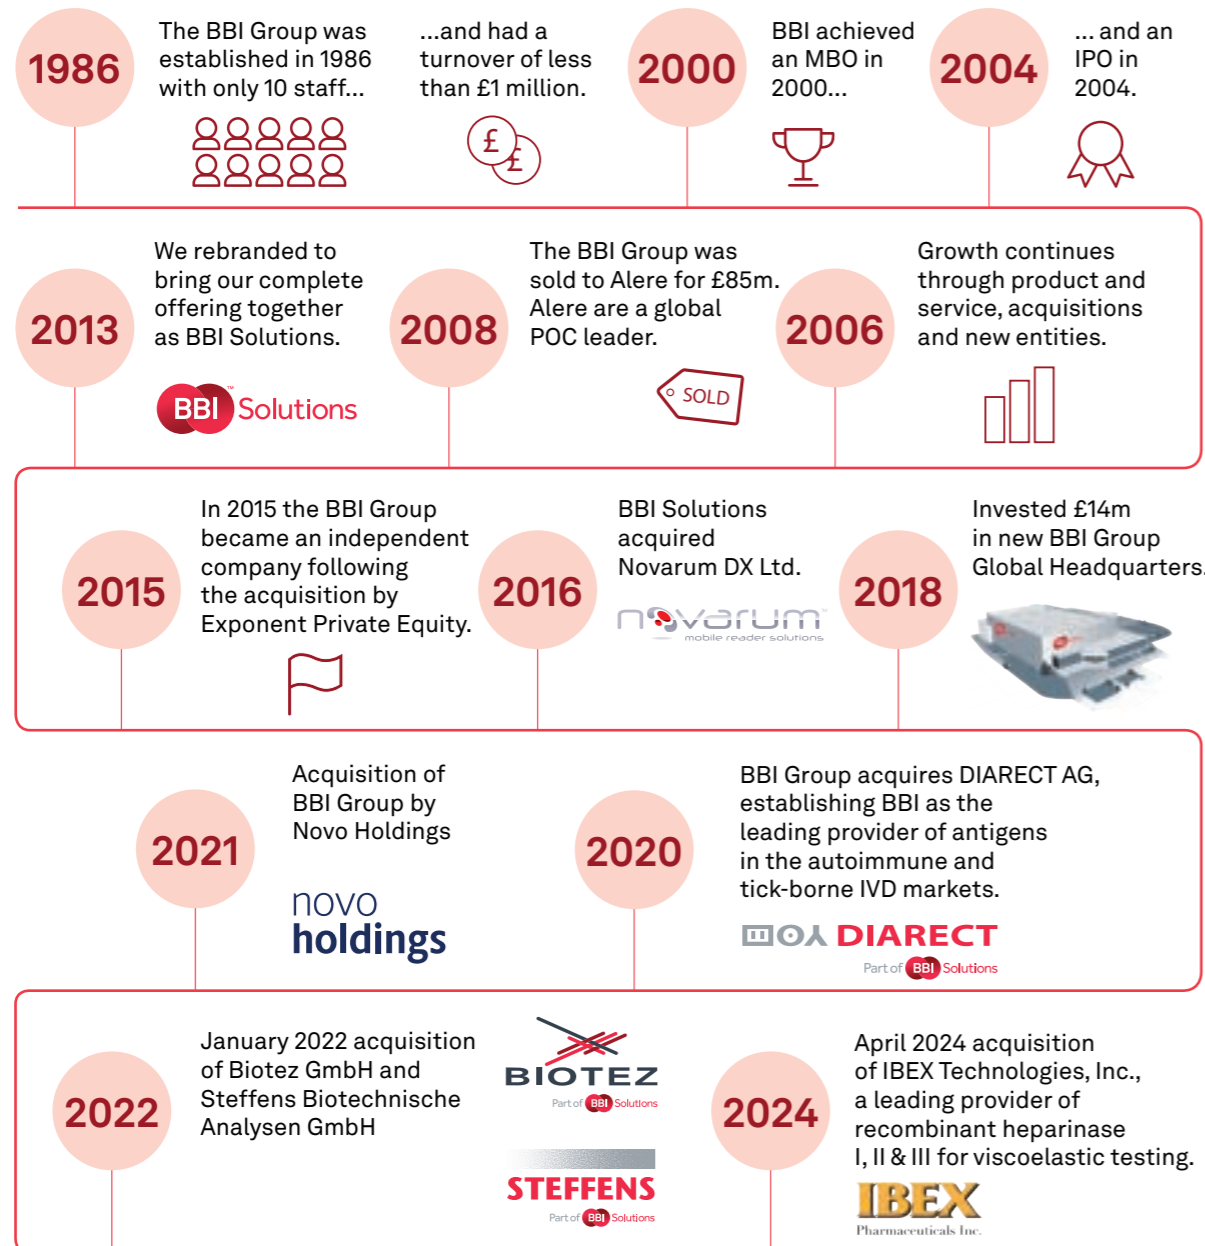 1986
The BBI Group was
established in 1986
with only 10 staff...
...and had a
turnover of less
than £1 million.
£
£
2000
BBI achieved
an MBO in
2000...
2004
... and an
IPO in
2004.
2013
We rebranded to
bring our complete
offering together
as BBI Solutions.
BBI Solutions™
2008
The BBI Group was
sold to Alere for £85m.
Alere are a global
POC leader.
SOLD
2006
Growth continues
through product and
service, acquisitions
and new entities.
2015
In 2015 the BBI Group
became an independent
company following
the acquisition by
Exponent Private Equity.
2016
BBI Solutions
acquired
Novarum DX Ltd.
novarum™
mobile reader solutions
2018
Invested £14m
in new BBI Group
Global Headquarters.
2021
Acquisition of
BBI Group by
Novo Holdings
novo
holdings
2020
BBI Group acquires DIARECT AG,
establishing BBI as the
leading provider of antigens
in the autoimmune and
tick-borne IVD markets.
DIARECT
Part of BBI Solutions
2022
January 2022 acquisition
of Biotez GmbH and
Steffens Biotechnische
Analysen GmbH
BIOTEZ
Part of BBI Solutions
STEFFENS
Part of BBI Solutions
2024
April 2024 acquisition
of IBEX Technologies, Inc.,
a leading provider of
recombinant heparinase
I, II & III for viscoelastic testing.
IBEX
Pharmaceuticals Inc.